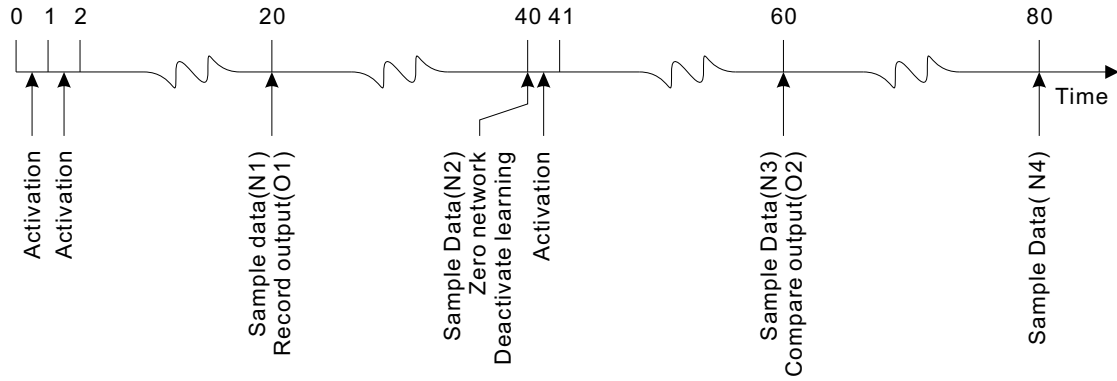 0 1 2 20 40 41 60 80
Time
Activation
Activation
Sample data(N1)
Record output(O1)
Sample Data(N2)
Zero network
Deactivate learning
Activation
Sample Data(N3)
Compare output(O2)
Sample Data( N4)